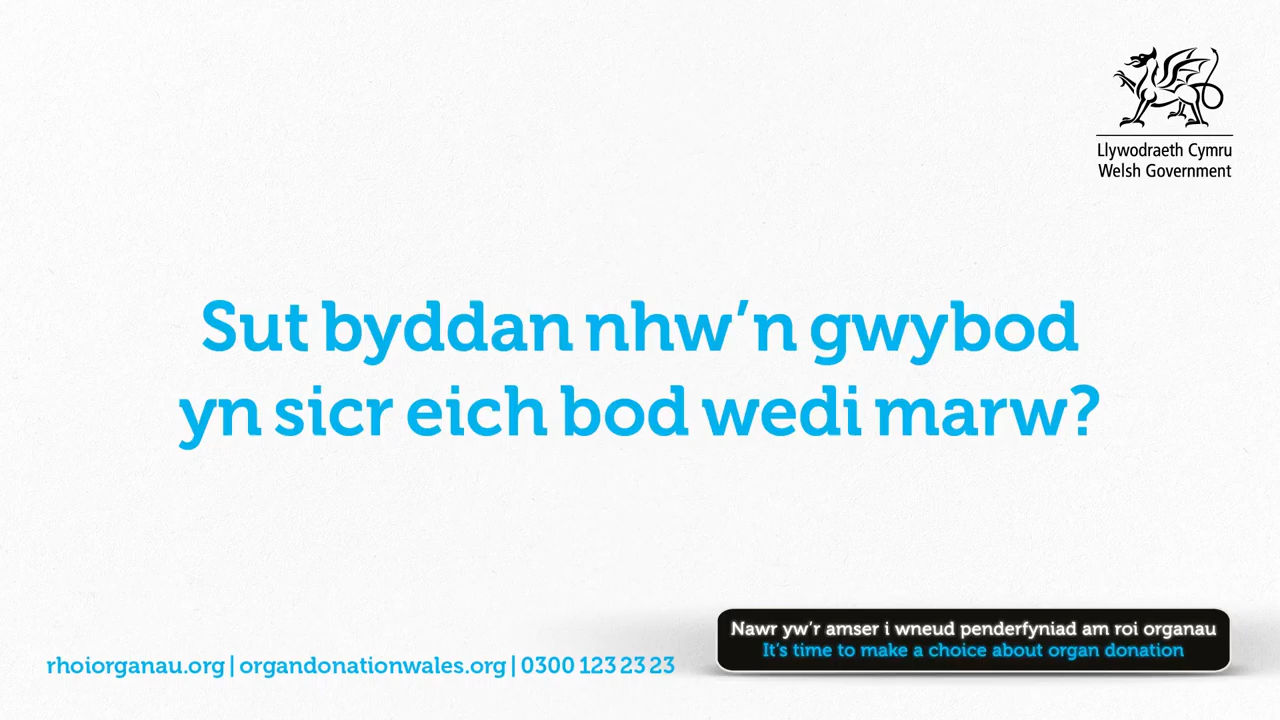 Llywodraeth Cymru
Welsh Government
Sut byddan nhw’n gwybod
yn sicr eich bod wedi marw?
Nawr yw’r amser i wneud penderfyniad am roi organau
It’s time to make a choice about organ donation
rhoiorganau.org | organdonationwales.org | 0300 123 23 23